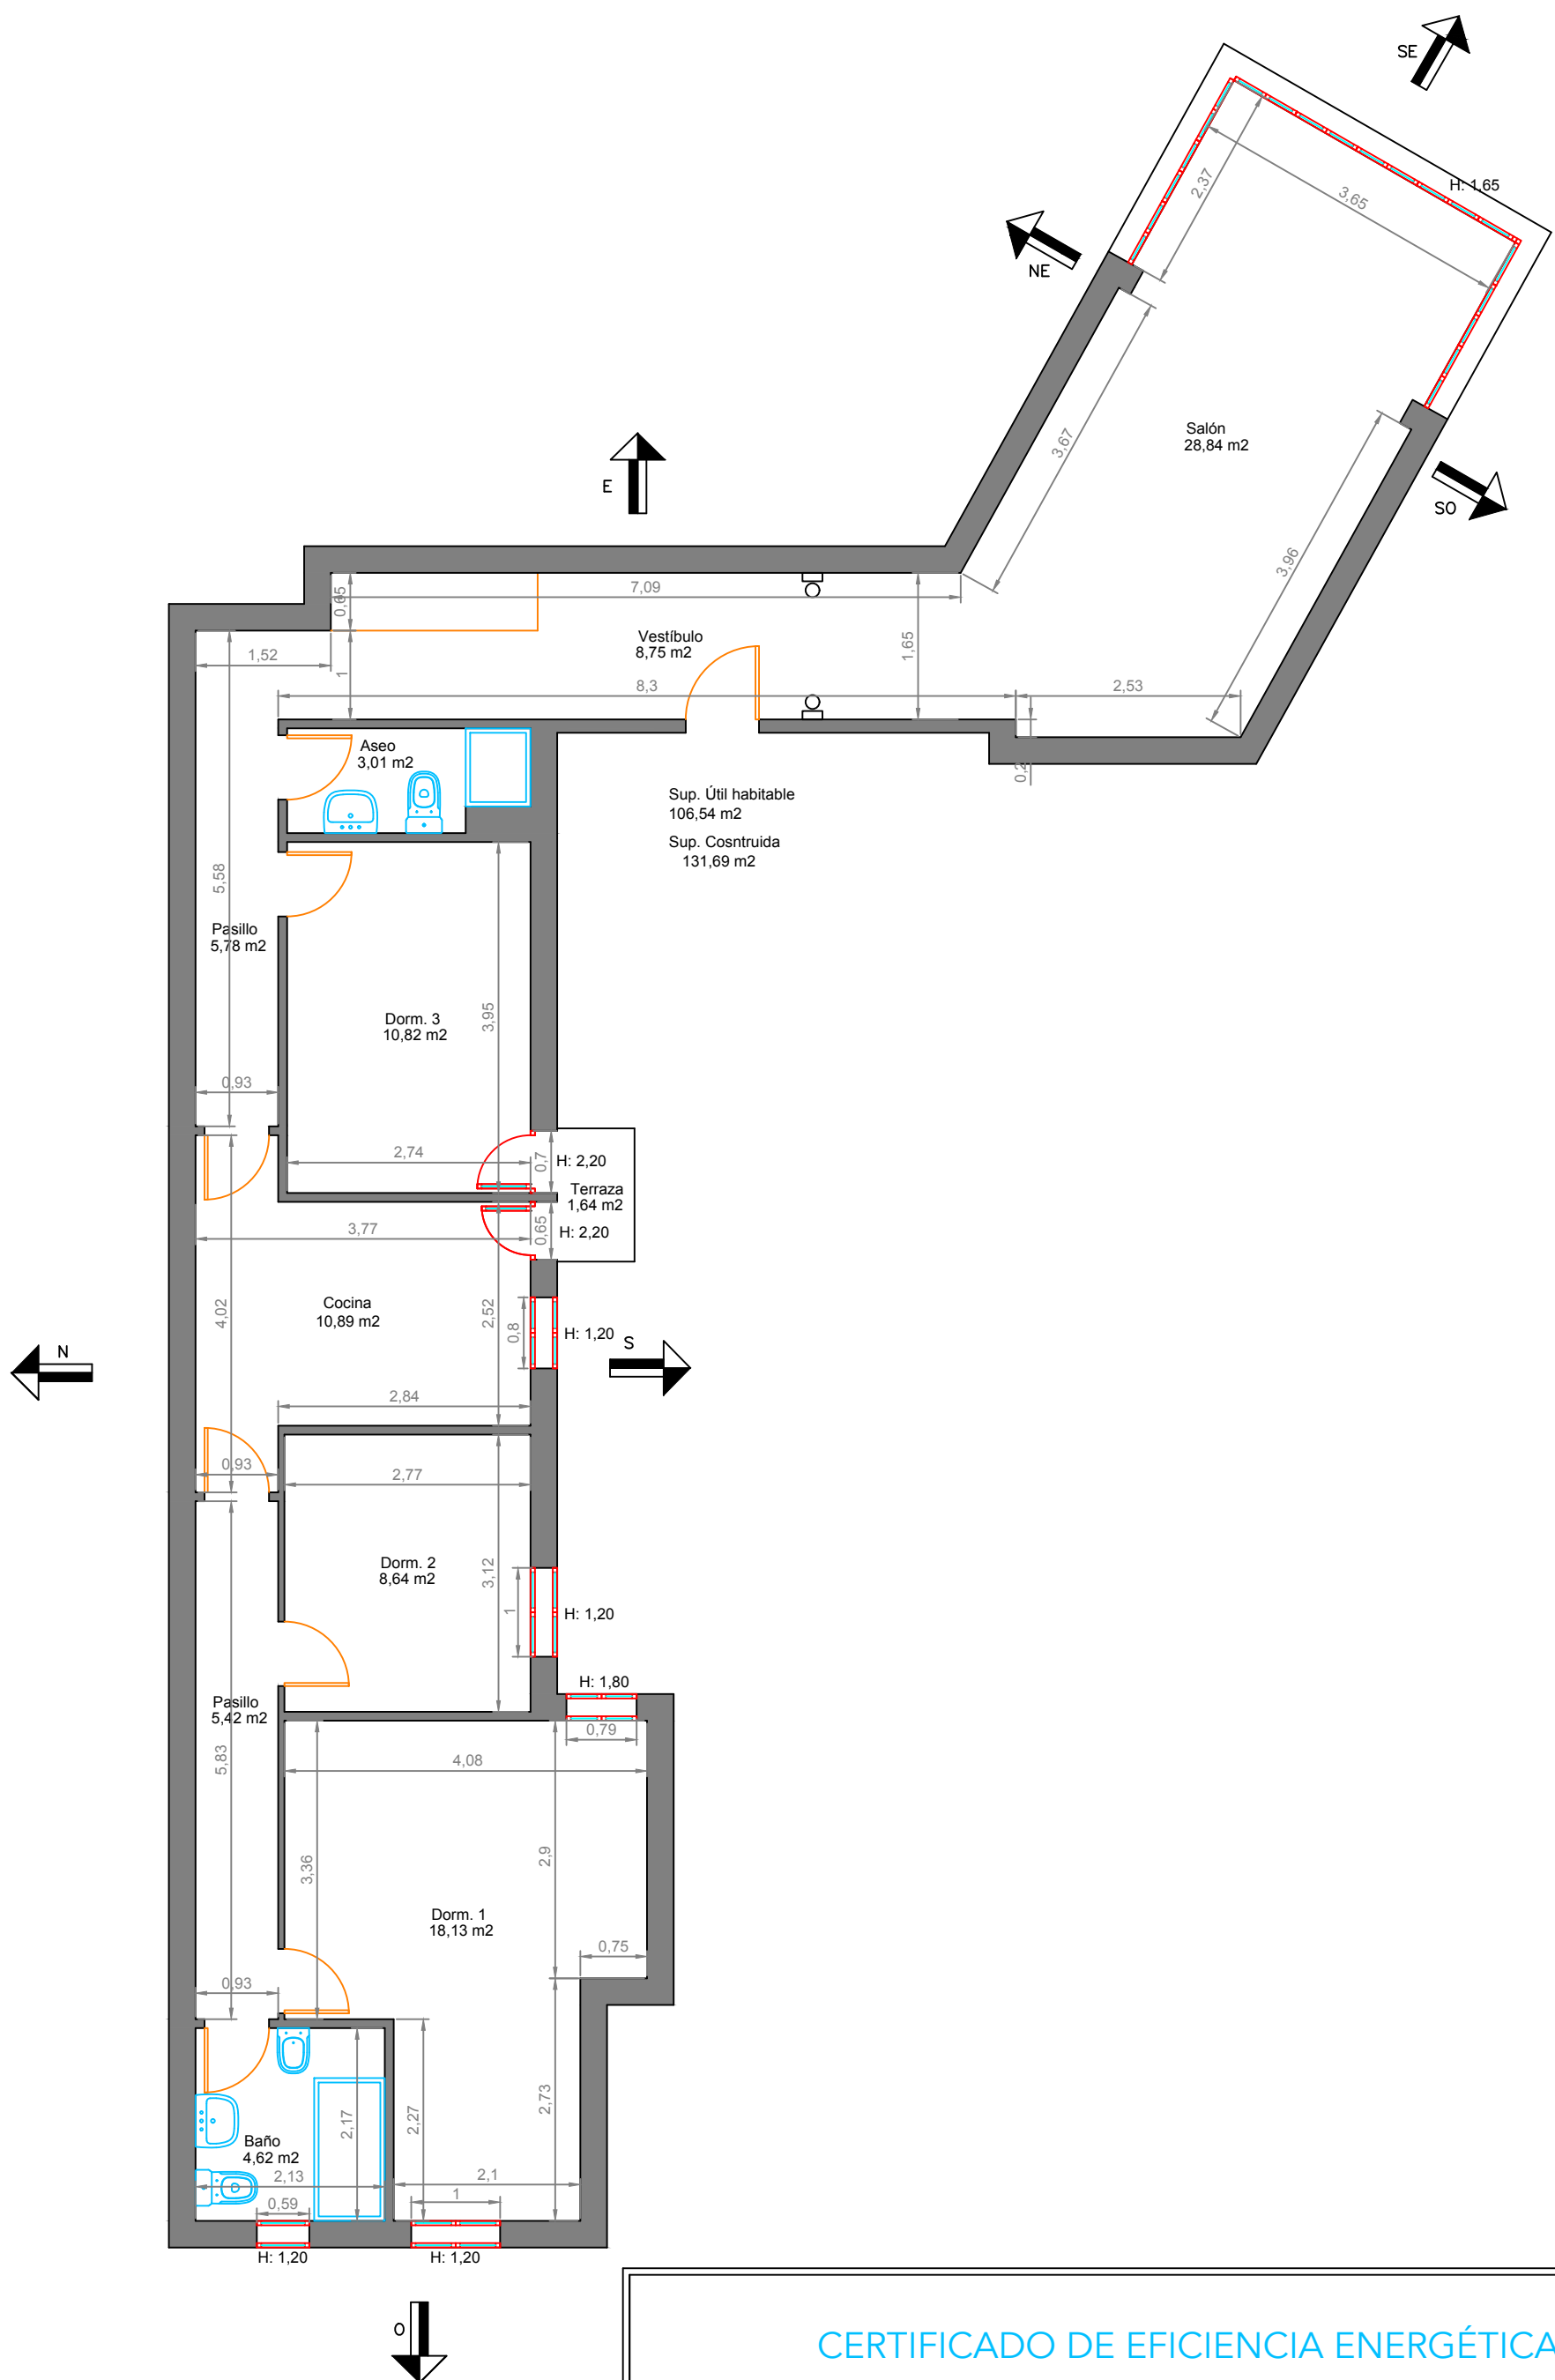 SE
H: 1,65
2,37
3,65
NE
Salón
28,84 m2
3,67
SO
E
3,96
7,09
0,65
Vestíbulo
8,75 m2
1,65
1,52
1
8,3
2,53
Aseo
3,01 m2
0,2
Sup. Útil habitable
106,54 m2
Sup. Cosntruida
131,69 m2
5,58
Pasillo
5,78 m2
3,95
Dorm. 3
10,82 m2
0,93
2,74
0,7
H: 2,20
Terraza
1,64 m2
0,65
H: 2,20
3,77
4,02
Cocina
10,89 m2
2,52
0,8
H: 1,20
N
S
2,84
0,93
2,77
Dorm. 2
8,64 m2
3,12
1
H: 1,20
H: 1,80
0,79
Pasillo
5,42 m2
5,83
4,08
3,36
2,9
Dorm. 1
18,13 m2
0,75
0,93
2,73
2,17
2,27
Baño
4,62 m2
2,13
2,1
0,59
1
H: 1,20
H: 1,20
O
CERTIFICADO DE EFICIENCIA ENERGÉTICA